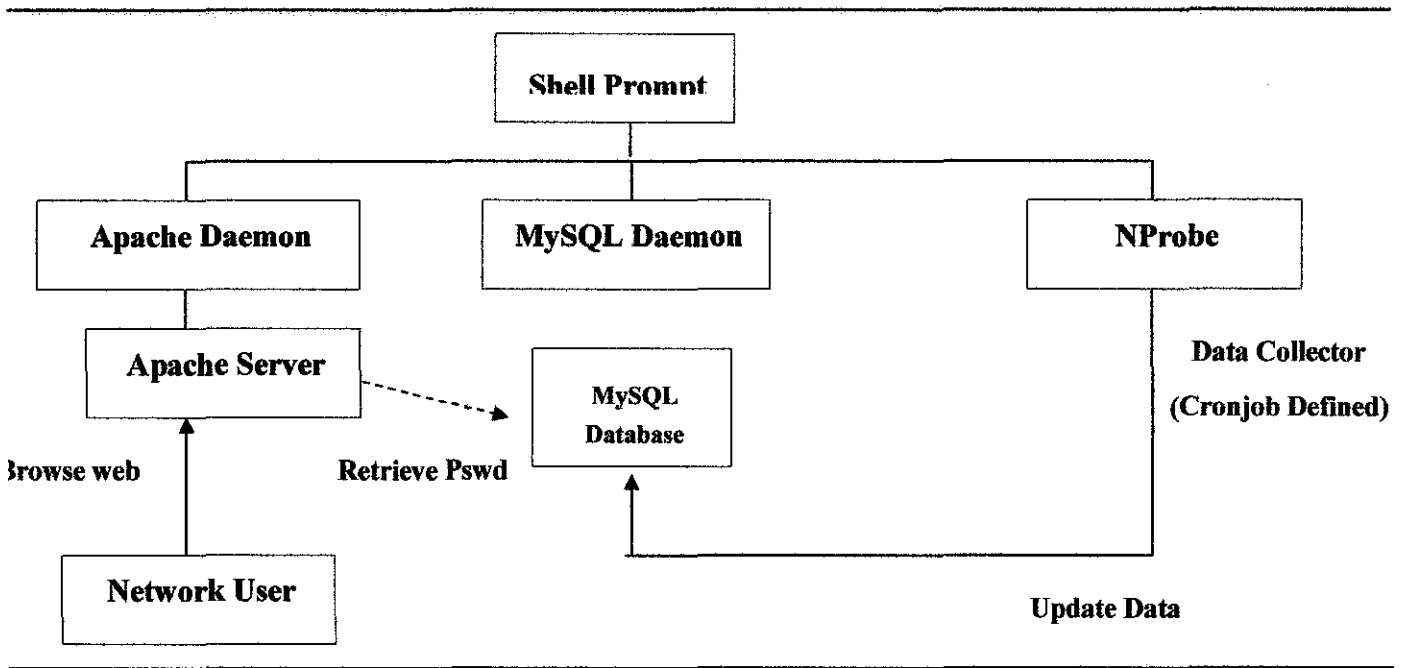 Shell Prompt
Apache Daemon
MySQL Daemon
NProbe
Apache Server
MySQL
Database
Data Collector
(Cronjob Defined)
Browse web
Retrieve Pswd
Network User
Update Data